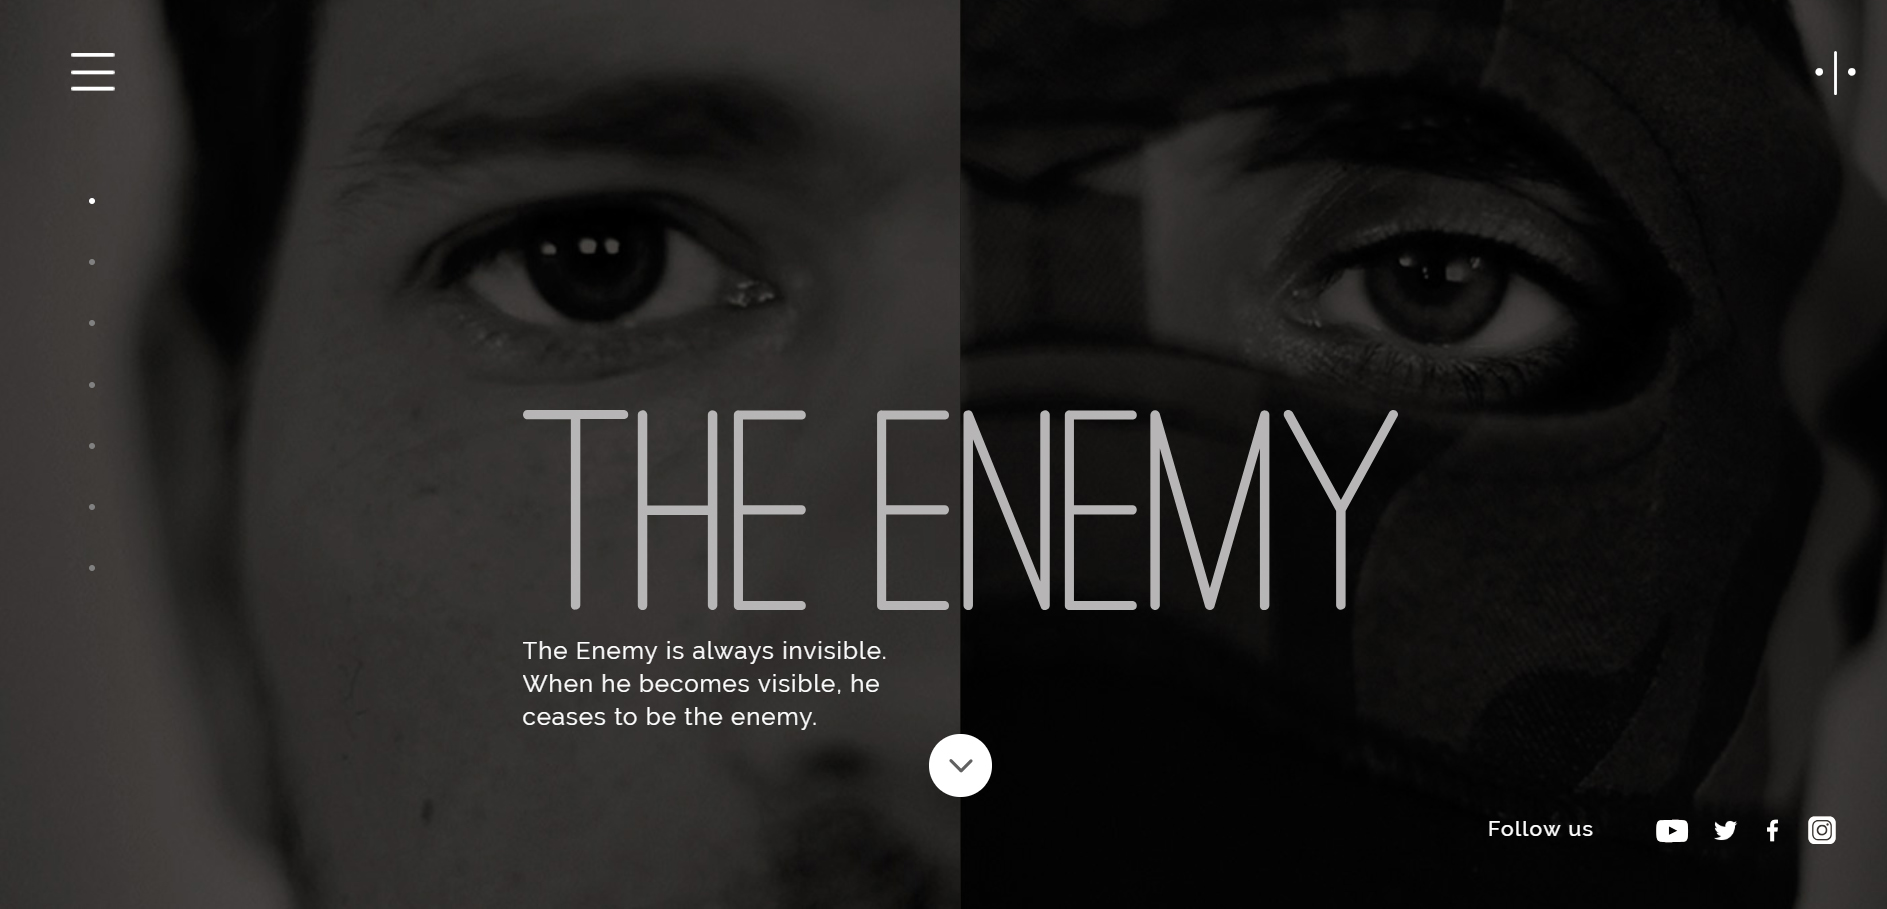 THE ENEMY
The Enemy is always invisible.
When he becomes visible, he
ceases to be the enemy.
Follow us